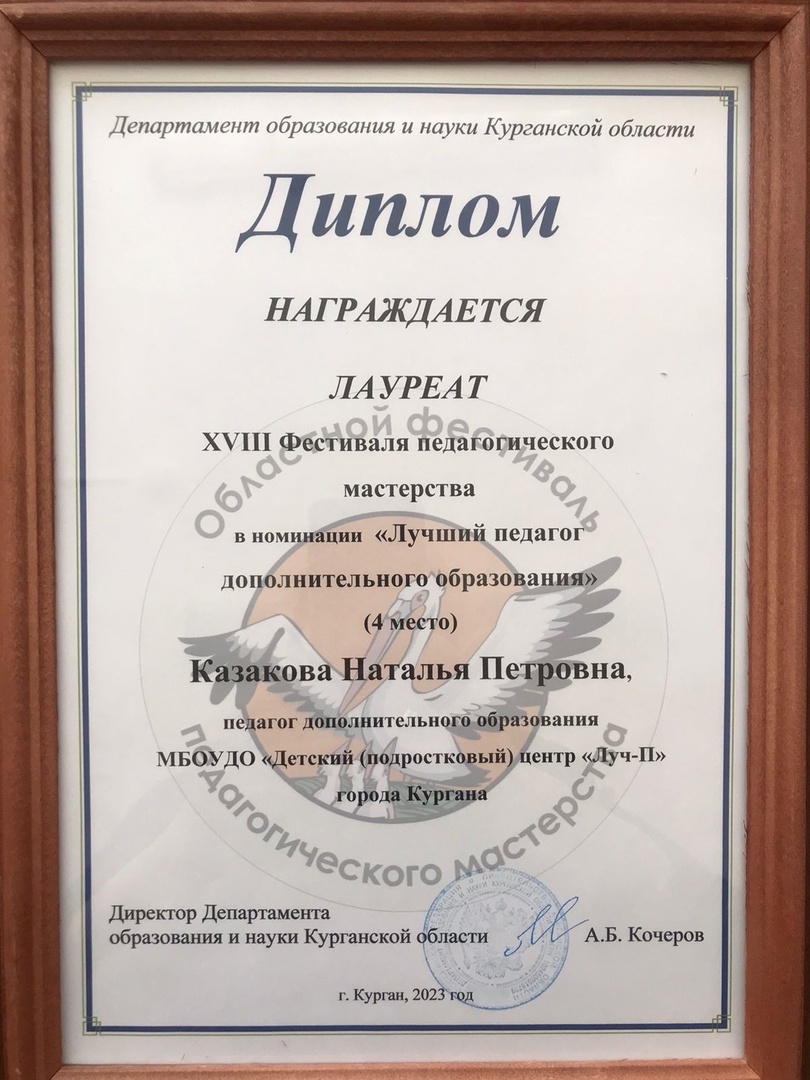 Департамент образования и науки Курганской области
Диплом
НАГРАЖДАЕТСЯ
ЛАУРЕАТ
Областной фестиваль
XVIII Фестиваля педагогического
мастерства
в номинации «Лучший педагог
дополнительного образования»
(4 место)
Казакова Наталья Петровна,
педагог дополнительного образования
МБОУДО «Детский (подростковый) центр «Луч-П»
города Кургана
педагогического мастерства
Директор Департамента
образования и науки Курганской области
А.Б. Кочеров
г. Курган, 2023 год